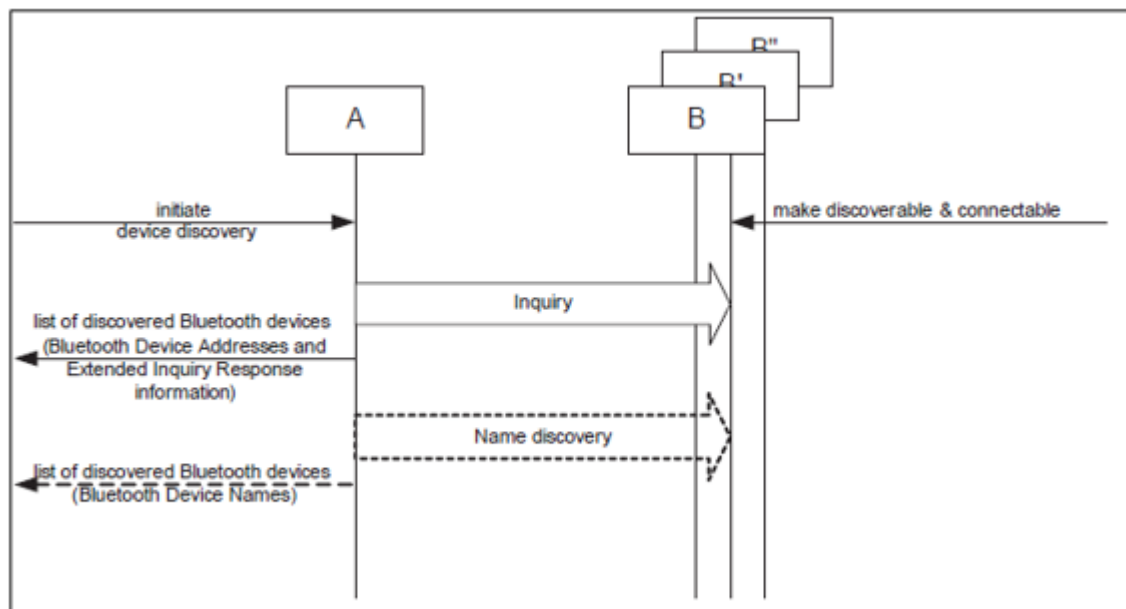 B"
B'
A
B
initiate
device discovery
make discoverable & connectable
Inquiry
list of discovered Bluetooth devices
(Bluetooth Device Addresses and
Extended Inquiry Response
information)
Name discovery
list of discovered Bluetooth devices
(Bluetooth Device Names)